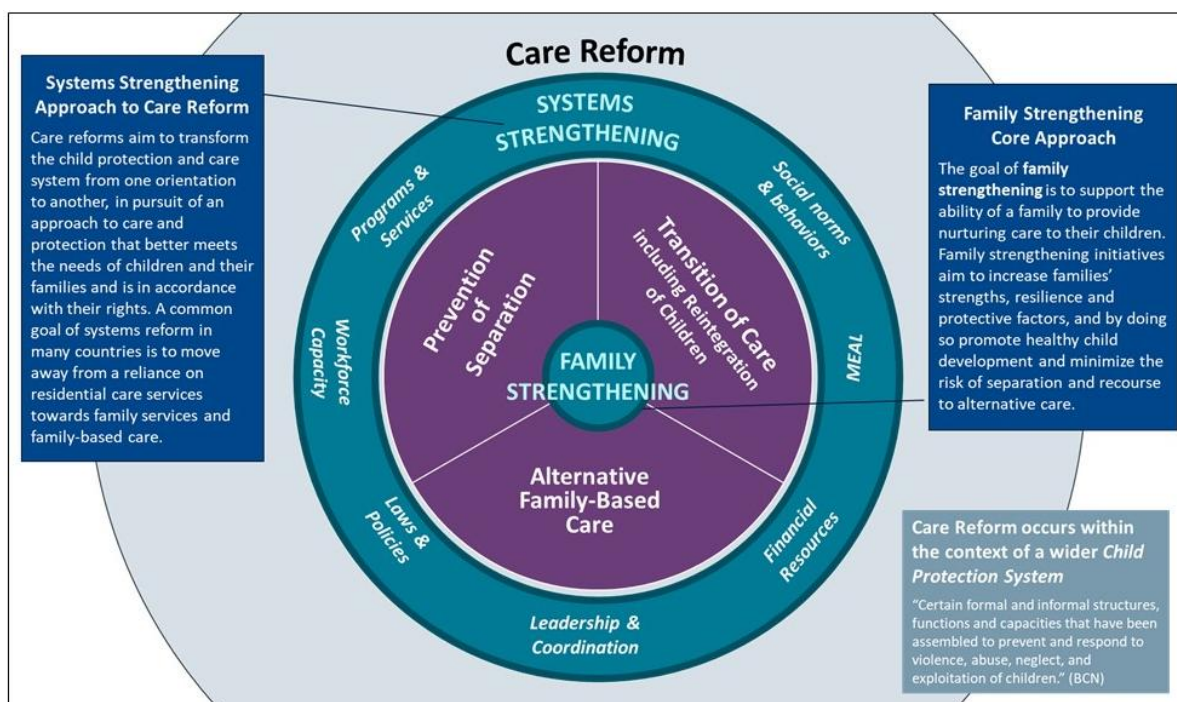 Care Reform
Systems Strengthening
Approach to Care Reform
Care reforms aim to transform
the child protection and care
system from one orientation
to another, in pursuit of an
approach to care and
protection that better meets
the needs of children and their
families and is in accordance
with their rights. A common
goal of systems reform in
many countries is to move
away from a reliance on
residential care services
towards family services and
family-based care.
SYSTEMS
STRENGTHENING
Programs &
Services
Social norms
& behaviors
Workforce
Capacity
MEAL
Laws &
Policies
Financial
Resources
Leadership &
Coordination
Prevention
of
Separation
Transition of Care
including Reintegration
of Children
FAMILY
STRENGTHENING
Alternative
Family-Based
Care
Family Strengthening
Core Approach
The goal of family
strengthening is to support the
ability of a family to provide
nurturing care to their children.
Family strengthening initiatives
aim to increase families’
strengths, resilience and
protective factors, and by doing
so promote healthy child
development and minimize the
risk of separation and recourse
to alternative care.
Care Reform occurs within
the context of a wider Child
Protection System
“Certain formal and informal structures,
functions and capacities that have been
assembled to prevent and respond to
violence, abuse, neglect, and
exploitation of children.” (BCN)